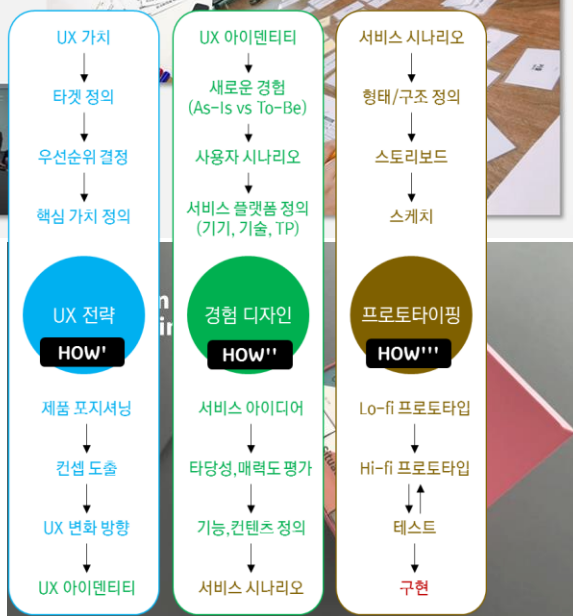 UX 가치
타겟 정의
우선순위 결정
핵심 가치 정의
UX 전략
HOW'
제품 포지셔닝
컨셉 도출
UX 변화 방향
UX 아이덴티티
UX 아이덴티티
새로운 경험
(As-Is vs To-Be)
사용자 시나리오
서비스 플랫폼 정의
(기기, 기술, TP)
경험 디자인
HOW''
서비스 아이디어
타당성,매력도 평가
기능,컨텐츠 정의
서비스 시나리오
서비스 시나리오
형태/구조 정의
스토리보드
스케치
프로토타이핑
HOW'''
Lo-fi 프로토타입
Hi-fi 프로토타입
테스트
구현